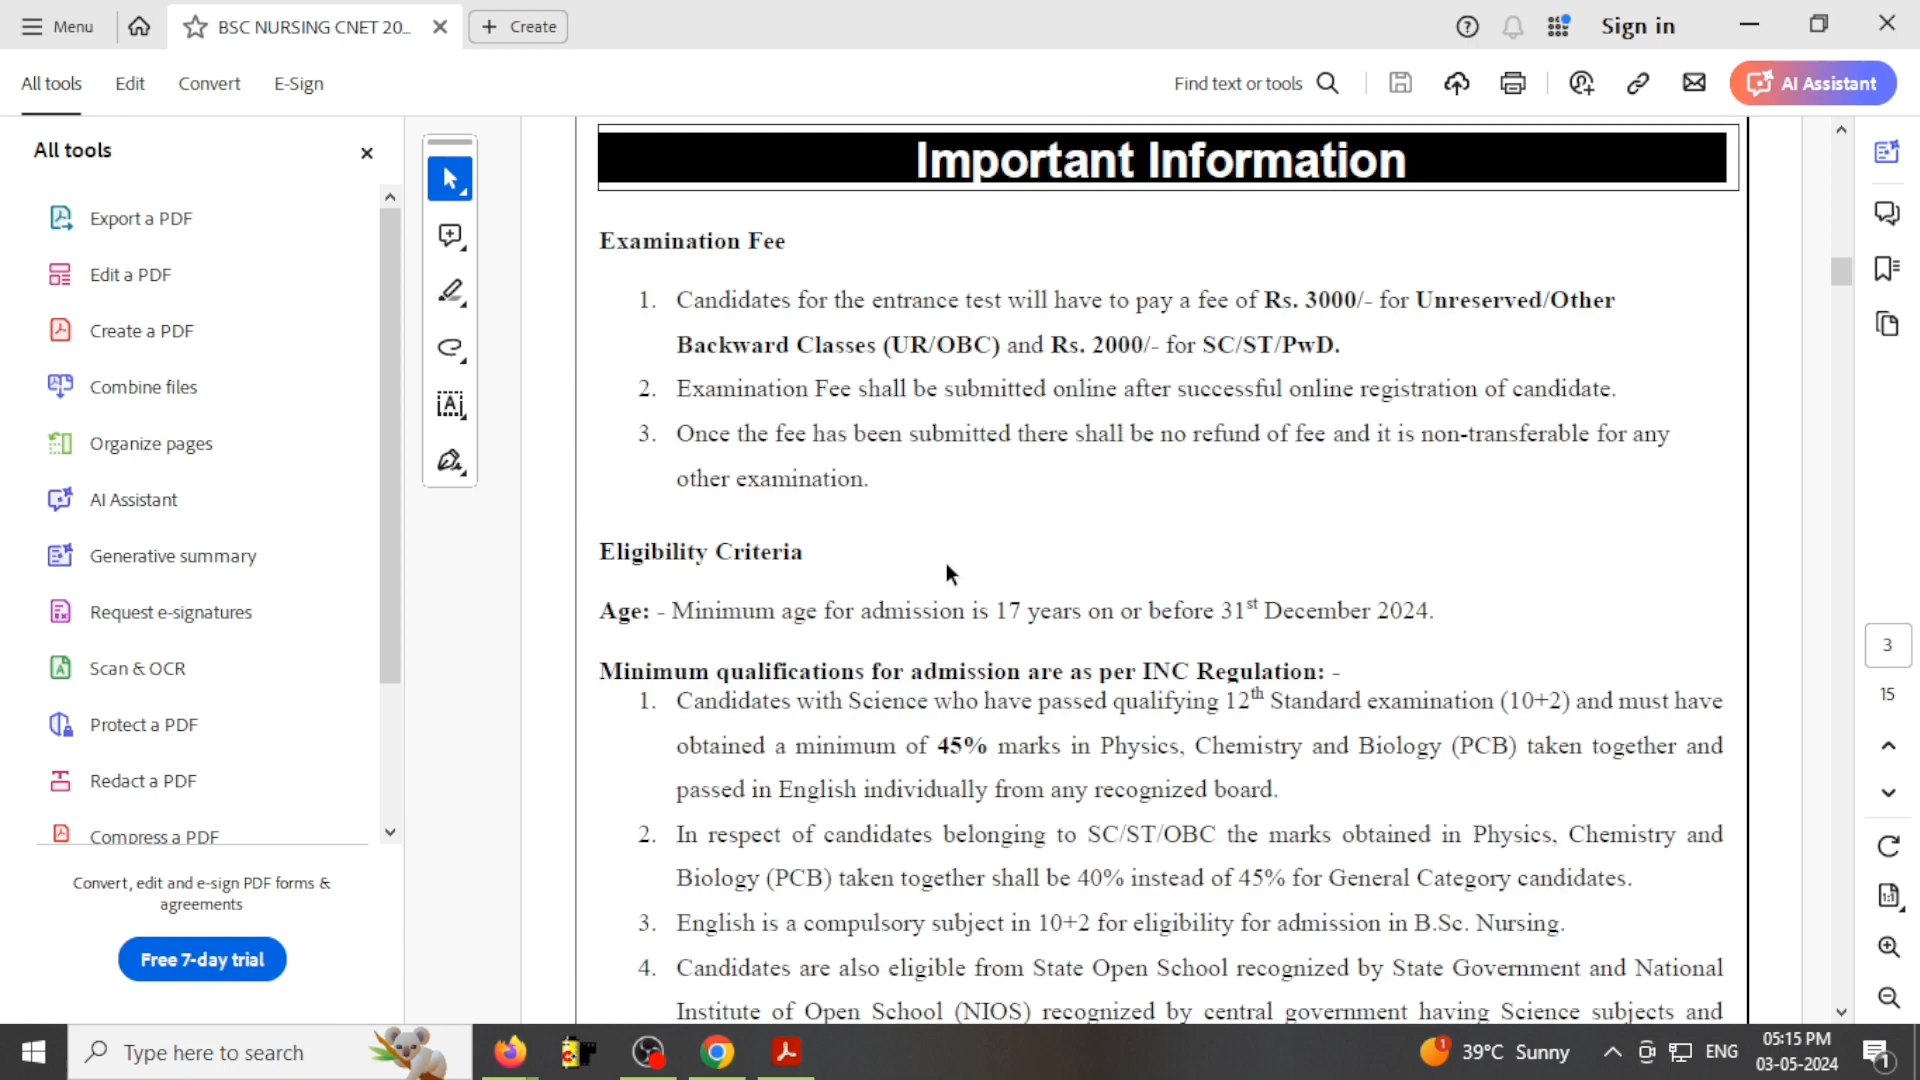 Menu
BSC NURSING CNET 20...
Create
Sign in
All tools
Edit
Convert
E-Sign
Find text or tools
AI Assistant
All tools
Export a PDF
Edit a PDF
Create a PDF
Combine files
Organize pages
AI Assistant
Generative summary
Request e-signatures
Scan & OCR
Protect a PDF
Redact a PDF
Compress a PDF
Convert, edit and e-sign PDF forms &
agreements
Free 7-day trial
Important Information
Examination Fee
1. Candidates for the entrance test will have to pay a fee of Rs. 3000/- for Unreserved/Other
Backward Classes (UR/OBC) and Rs. 2000/- for SC/ST/PwD.
2. Examination Fee shall be submitted online after successful online registration of candidate.
3. Once the fee has been submitted there shall be no refund of fee and it is non-transferable for any
other examination.
Eligibility Criteria
Age: - Minimum age for admission is 17 years on or before 31st December 2024.
Minimum qualifications for admission are as per INC Regulation: -
1. Candidates with Science who have passed qualifying 12th Standard examination (10+2) and must have
obtained a minimum of 45% marks in Physics, Chemistry and Biology (PCB) taken together and
passed in English individually from any recognized board.
2. In respect of candidates belonging to SC/ST/OBC the marks obtained in Physics, Chemistry and
Biology (PCB) taken together shall be 40% instead of 45% for General Category candidates.
3. English is a compulsory subject in 10+2 for eligibility for admission in B.Sc. Nursing.
4. Candidates are also eligible from State Open School recognized by State Government and National
Institute of Open School (NIOS) recognized by central government having Science subjects and
3
15
Type here to search
1
39°C Sunny
ENG
05:15 PM
03-05-2024
1